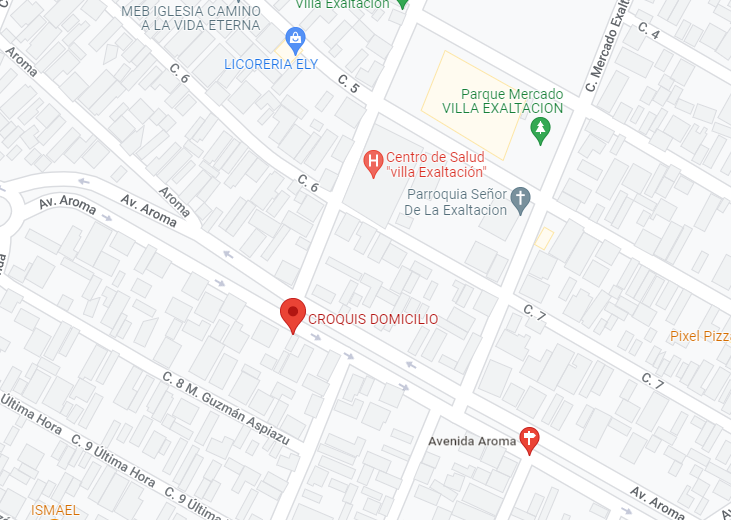 Villa Exaltación
MEB IGLESIA CAMINO
A LA VIDA ETERNA
C. 4
Aroma
C. 6
LICORERIA ELY
C. 5
C. Mercado Exalt
Parque Mercado
VILLA EXALTACION
Centro de Salud
"villa Exaltación"
C. 6
Aroma
Parroquia Señor
De La Exaltacion
Av. Aroma
Av. Aroma
CROQUIS DOMICILIO
C. 7
Pixel Pizza
C. 7
C. 8 M. Guzmán Aspiazu
Última Hora
C. 9 Última Hora
C. 9 Última
Avenida Aroma
Av. Aroma
ISMAEL